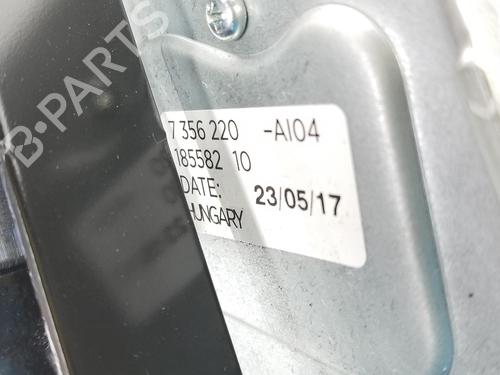 B-PARTS
7 356 220 -AI04
185582 10
DATE: 23/05/17
HUNGARY